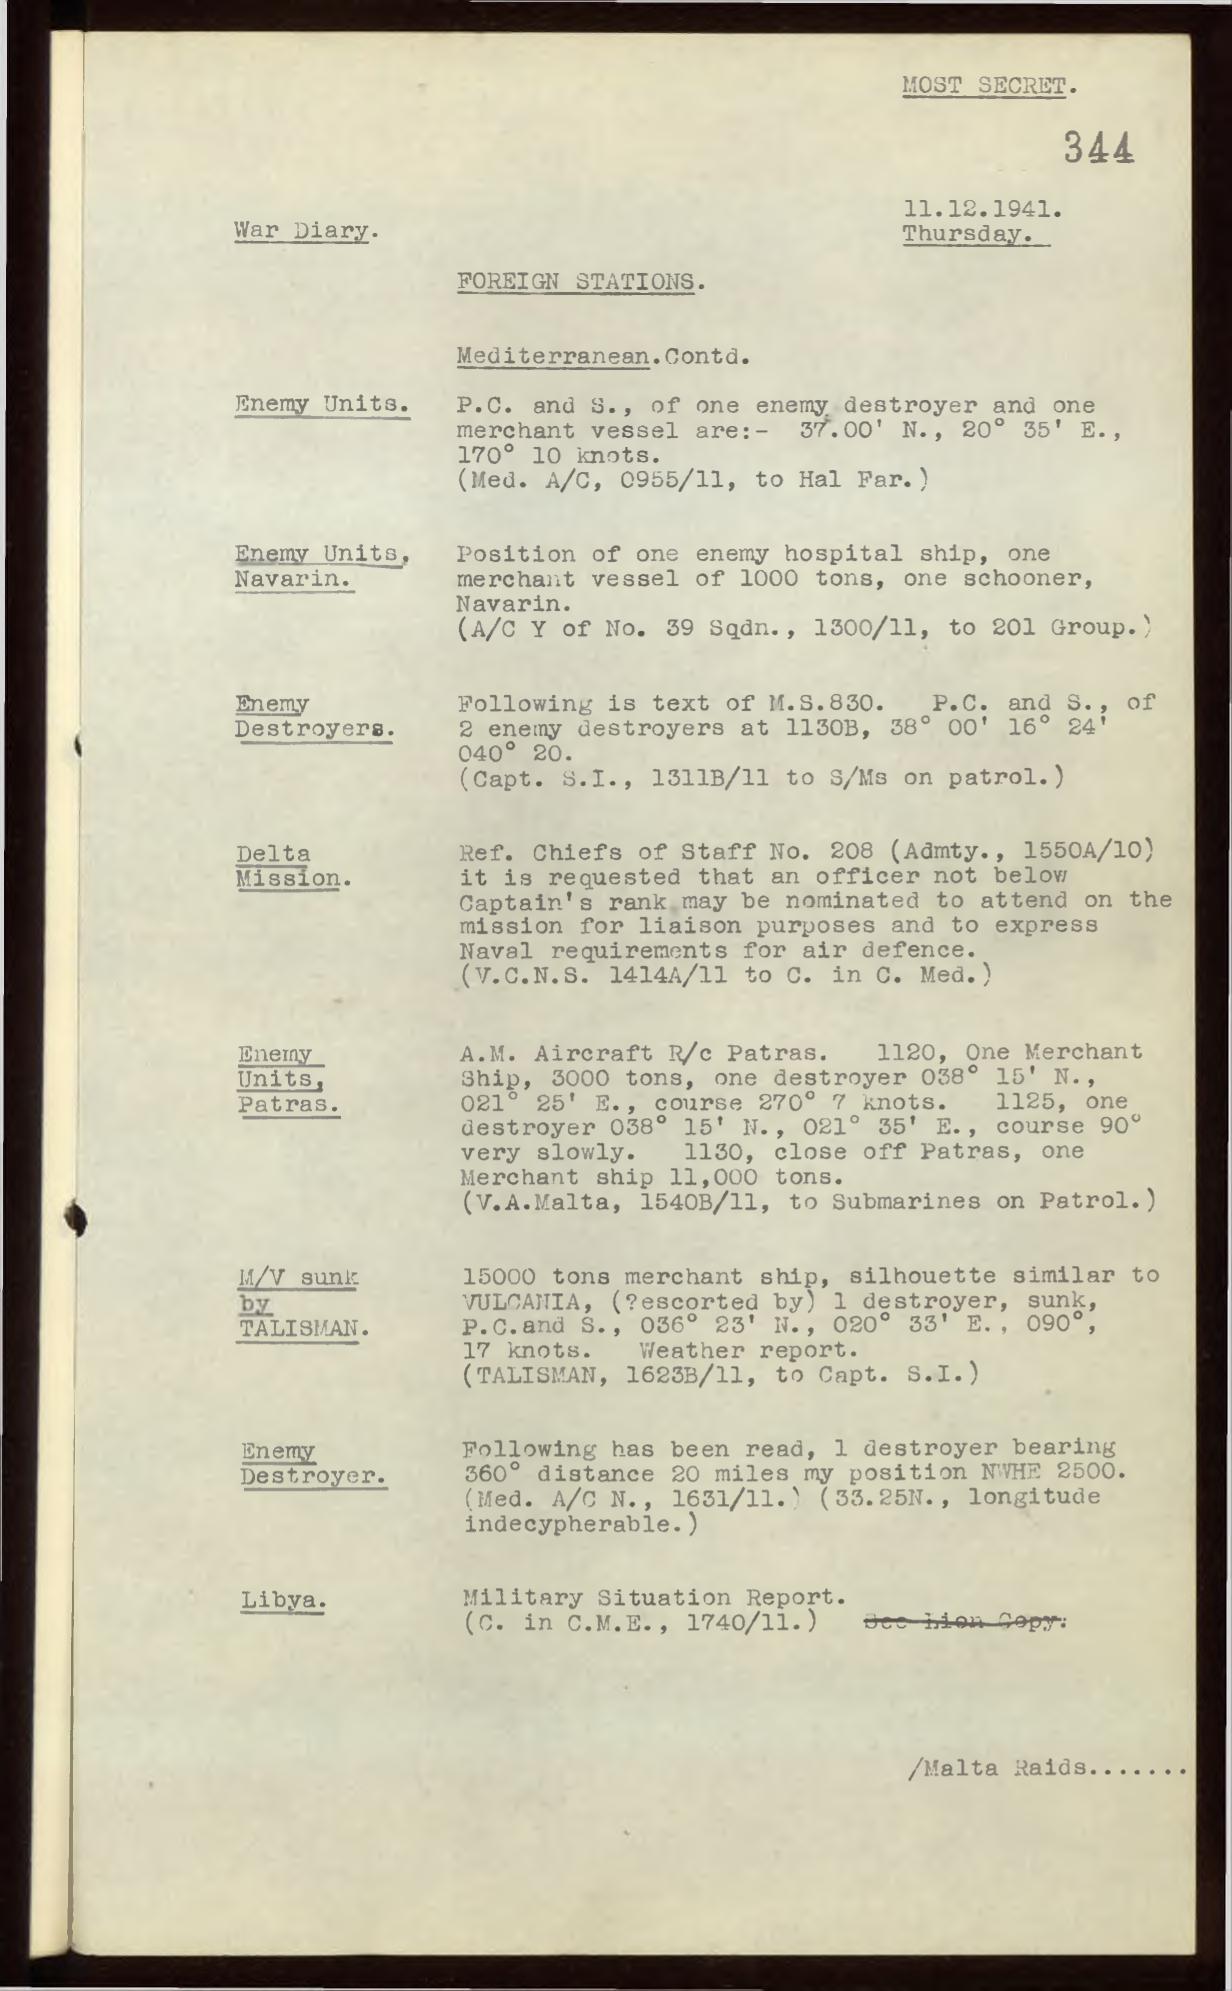 MOST SECRET.
344
11.12.1941.
War Diary.
Thursday.
FOREIGN STATIONS.
Mediterranean.Contd.
Enemy Units.
P.C. and S., of one enemy destroyer and one
merchant vessel are:- 37.00' N., 20° 35' E.,
170° 10 knots.
(Med. A/C, 0955/11, to Hal Far.)
Enemy Units,
Navarin.
Position of one enemy hospital ship, one
merchant vessel of 1000 tons, one schooner,
Navarin.
(A/C Y of No. 39 Sqdn., 1300/11, to 201 Group.)
Enemy
Destroyers.
Following is text of M.S.830. P.C. and S., of
2 enemy destroyers at 1130B, 38° 00' 16° 24'
040° 20.
(Capt. S.I., 1311B/11 to S/Ms on patrol.)
Delta
Mission.
Ref. Chiefs of Staff No. 208 (Admty., 1550A/10)
it is requested that an officer not below
Captain's rank may be nominated to attend on the
mission for liaison purposes and to express
Naval requirements for air defence.
(V.C.N.S. 1414A/11 to C. in C. Med.)
Enemy
Units,
Patras.
A.M. Aircraft R/c Patras. 1120, One Merchant
Ship, 3000 tons, one destroyer 038° 15' N.,
021° 25' E., course 270° 7 knots. 1125, one
destroyer 038° 15' N., 021° 35' E., course 90°
very slowly. 1130, close off Patras, one
Merchant ship 11,000 tons.
(V.A.Malta, 1540B/11, to Submarines on Patrol.)
M/V sunk
by
TALISMAN.
15000 tons merchant ship, silhouette similar to
VULCANIA, (?escorted by) 1 destroyer, sunk,
P.C.and S., 036° 23' N., 020° 33' E., 090°,
17 knots. Weather report.
(TALISMAN, 1623B/11, to Capt. S.I.)
Enemy
Destroyer.
Following has been read, 1 destroyer bearing
360° distance 20 miles my position NWHE 2500.
(Med. A/C N., 1631/11.) (33.25N., longitude
indecypherable.)
Libya.
Military Situation Report.
(C. in C.M.E., 1740/11.) See Lion Copy.
/Malta Raids.......